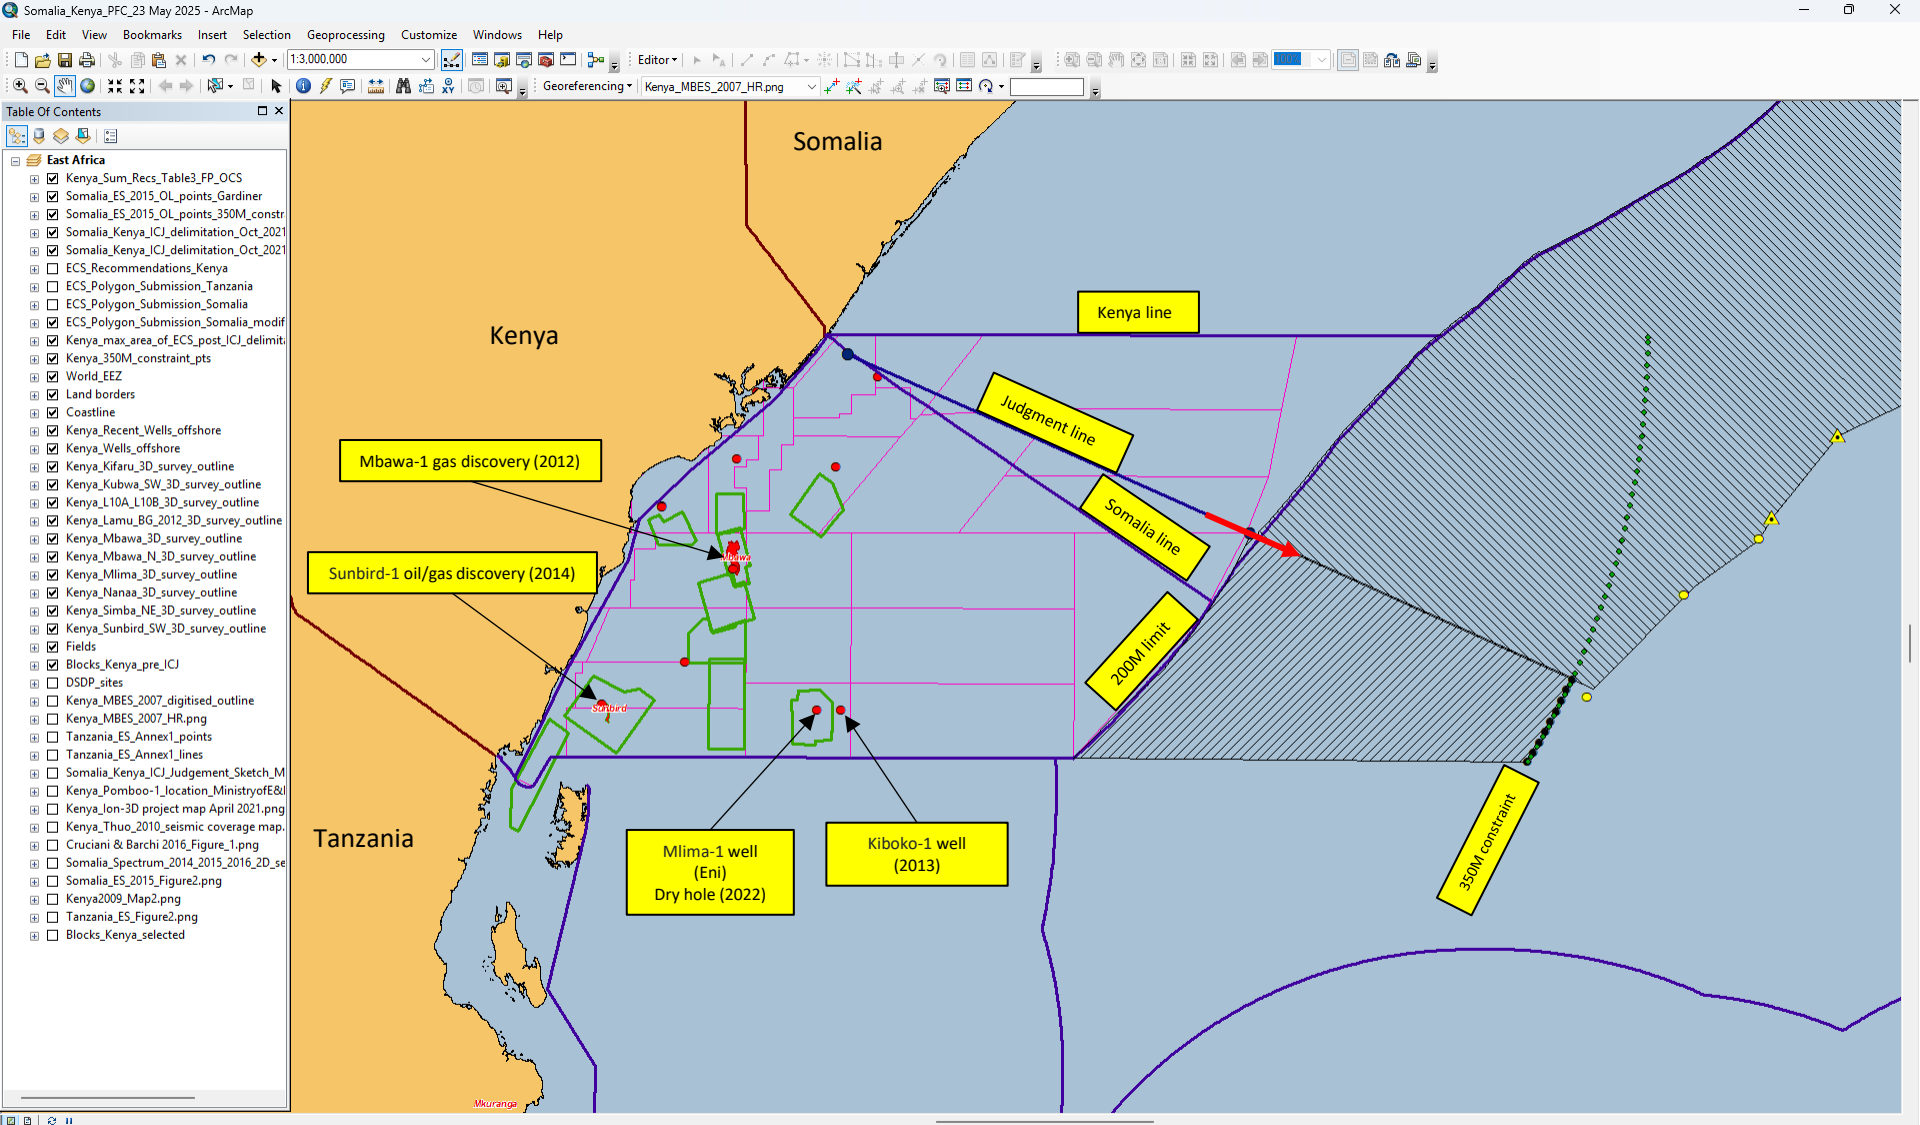 Somalia_Kenya_PFC_23 May 2025 - ArcMap
File Edit View Bookmarks Insert Selection Geoprocessing Customize Windows Help
1:3,000,000
Editor
100%
Georeferencing
Kenya_MBES_2007_HR.png
Table Of Contents
East Africa
Kenya_Sum_Recs_Table3_FP_OCS
Somalia_ES_2015_OL_points_Gardiner
Somalia_ES_2015_OL_points_350M_constr
Somalia_Kenya_ICJ_delimitation_Oct_2021
Somalia_Kenya_ICJ_delimitation_Oct_2021
ECS_Recommendations_Kenya
ECS_Polygon_Submission_Tanzania
ECS_Polygon_Submission_Somalia
ECS_Polygon_Submission_Somalia_modif
Kenya_max_area_of_ECS_post_ICJ_delimit
Kenya_350M_constraint_pts
World_EEZ
Land borders
Coastline
Kenya_Recent_Wells_offshore
Kenya_Wells_offshore
Kenya_Kifaru_3D_survey_outline
Kenya_Kubwa_SW_3D_survey_outline
Kenya_L10A_L10B_3D_survey_outline
Kenya_Lamu_BG_2012_3D_survey_outline
Kenya_Mbawa_3D_survey_outline
Kenya_Mbawa_N_3D_survey_outline
Kenya_Mlima_3D_survey_outline
Kenya_Nanaa_3D_survey_outline
Kenya_Simba_NE_3D_survey_outline
Kenya_Sunbird_SW_3D_survey_outline
Fields
Blocks_Kenya_pre_ICJ
DSDP_sites
Kenya_MBES_2007_digitised_outline
Kenya_MBES_2007_HR.png
Tanzania_ES_Annex1_points
Tanzania_ES_Annex1_lines
Somalia_Kenya_ICJ_Judgement_Sketch_M
Kenya_Pomboo-1_location_MinistryofE&I
Kenya_Ion-3D project map April 2021.png
Kenya_Thuo_2010_seismic coverage map.
Cruciani & Barchi 2016_Figure_1.png
Somalia_Spectrum_2014_2015_2016_2D_se
Somalia_ES_2015_Figure2.png
Kenya2009_Map2.png
Tanzania_ES_Figure2.png
Blocks_Kenya_selected
Somalia
Kenya
Kenya line
Judgment line
Mbawa-1 gas discovery (2012)
Somalia line
Mbawa
Sunbird-1 oil/gas discovery (2014)
200M limit
Sunbird
350M constraint
Tanzania
Mlima-1 well
(Eni)
Dry hole (2022)
Kiboko-1 well
(2013)
Mkuranga